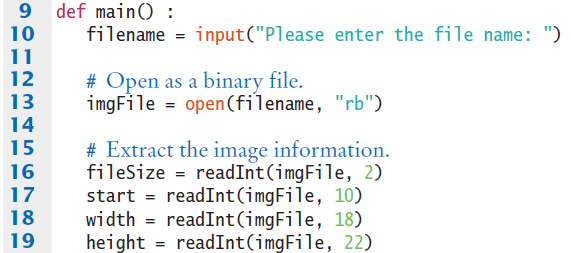 9 def main() :
10 filename = input("Please enter the file name: ")
11
12 # Open as a binary file.
13 imgFile = open(filename, "rb")
14
15 # Extract the image information.
16 fileSize = readInt(imgFile, 2)
17 start = readInt(imgFile, 10)
18 width = readInt(imgFile, 18)
19 height = readInt(imgFile, 22)